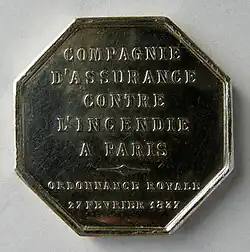 COMPAGNIE
D'ASSURANCE
CONTRE
L'INCENDIE
A PARIS
ORDONNANCE ROYALE
27 FEVRIER 1827